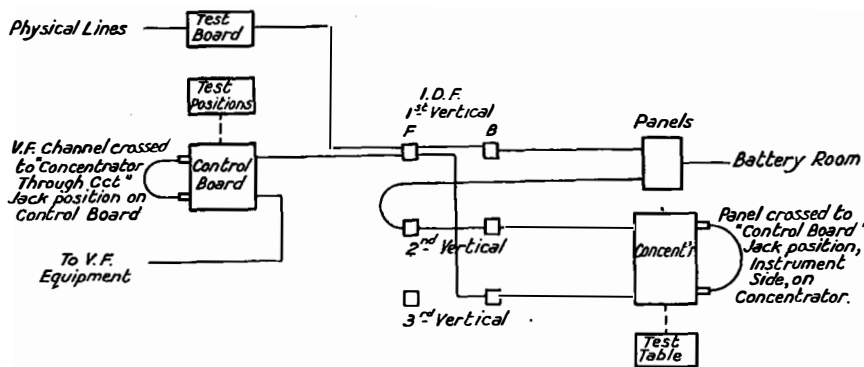 Physical Lines
Test
Board
Test
Positions
I.D.F.
1st Vertical
F
B
Panels
V.F. Channel crossed
to "Concentrator
Through Cct"
Jack position on
Control Board
Control
Board
Battery Room
To V.F.
Equipment
2nd Vertical
Concent'r
Panel crossed to
"Control Board"
Jack position,
Instrument
Side, on
Concentrator.
3rd Vertical
Test
Table